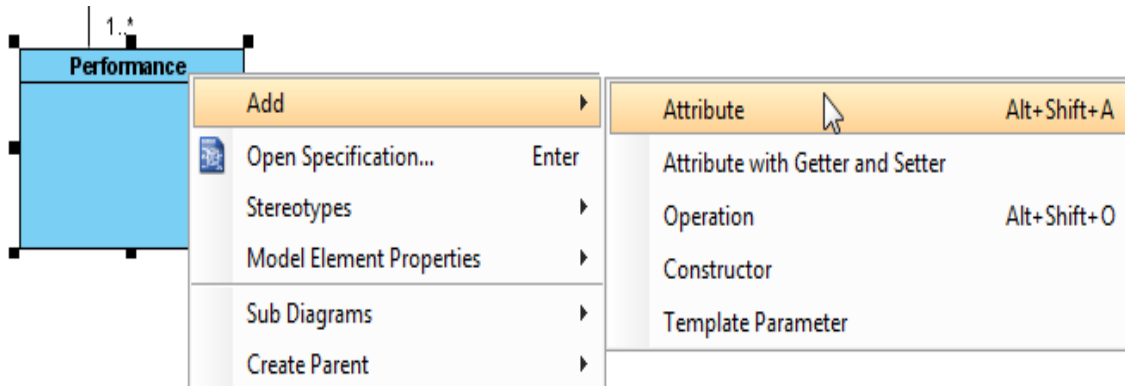 1..*
Performance
Add
Open Specification... Enter
Stereotypes
Model Element Properties
Sub Diagrams
Create Parent
Attribute Alt+Shift+A
Attribute with Getter and Setter
Operation Alt+Shift+O
Constructor
Template Parameter